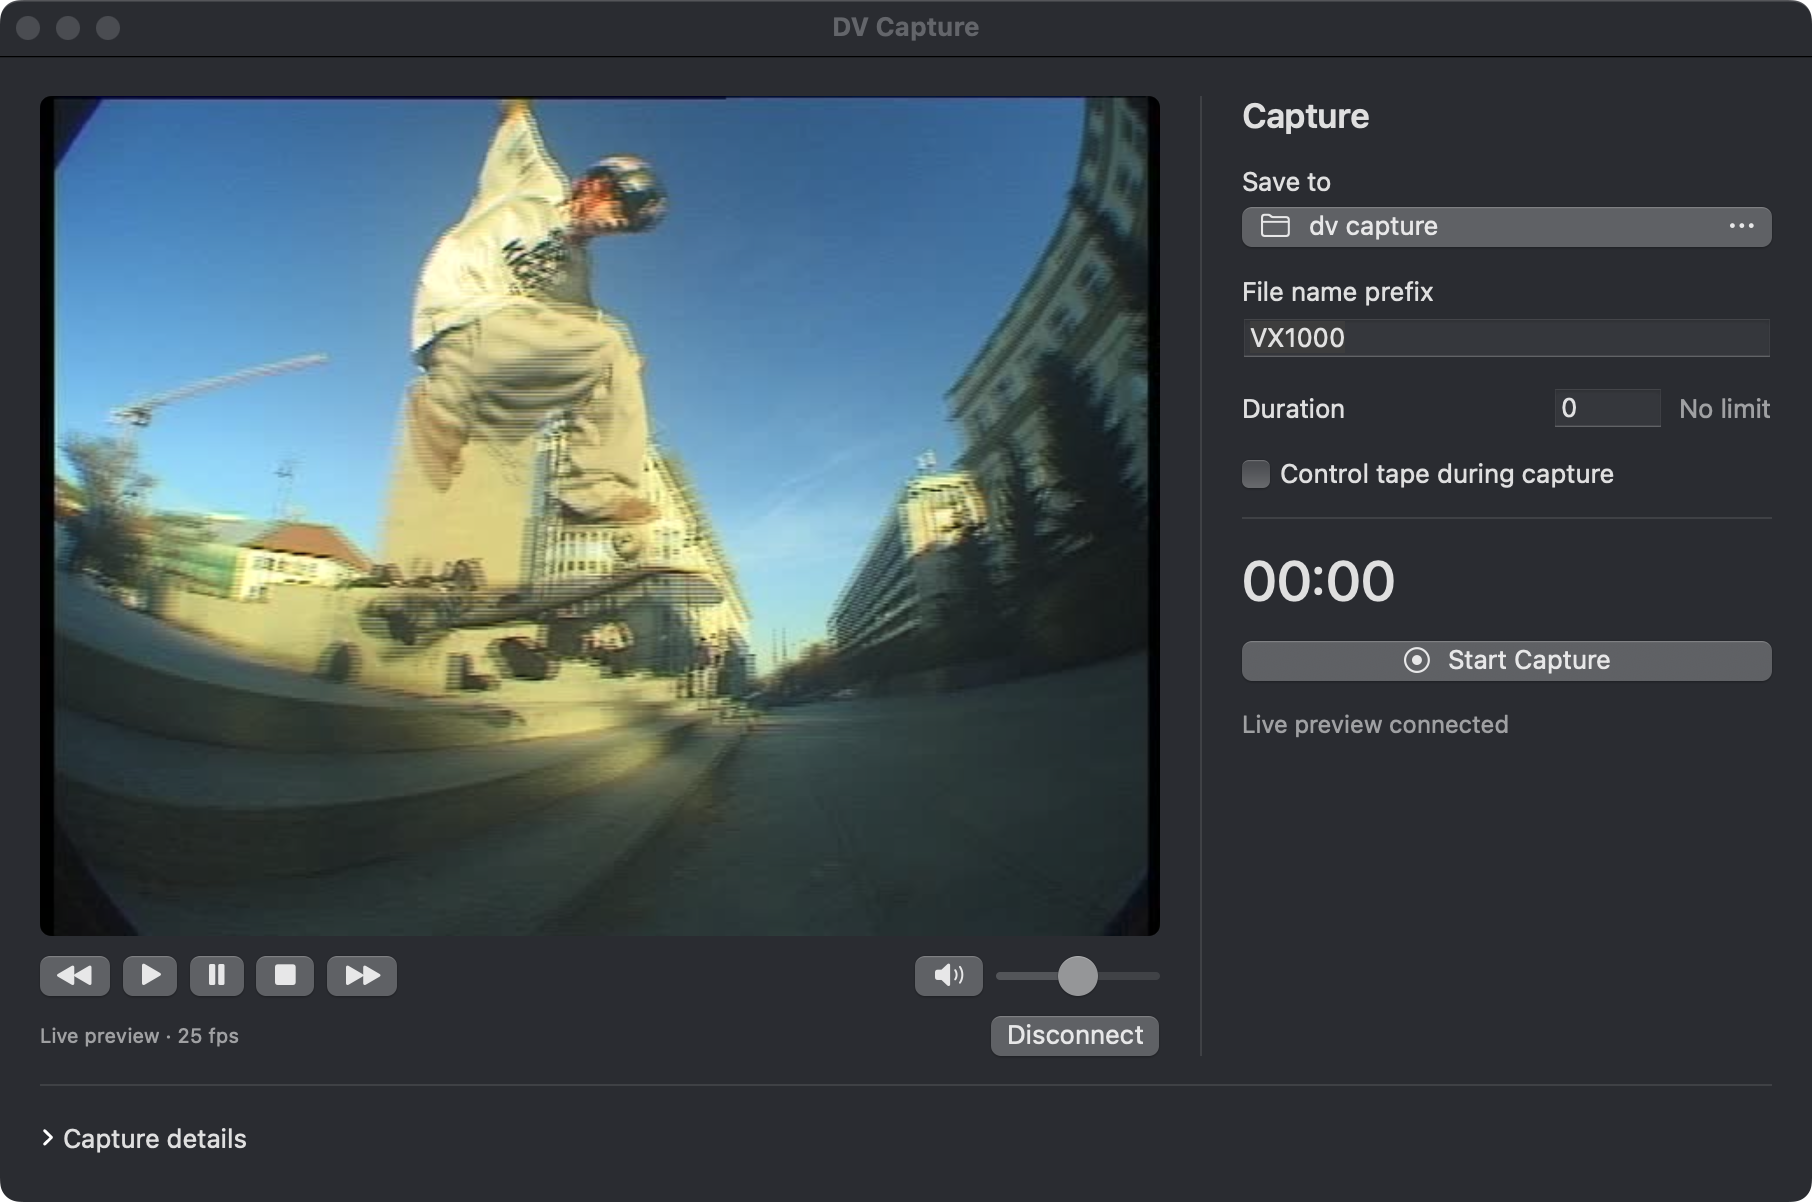 DV Capture
Capture
Save to
dv capture
File name prefix
VX1000
Duration
0
No limit
Control tape during capture
00:00
Start Capture
Live preview connected
Live preview · 25 fps
Disconnect
Capture details